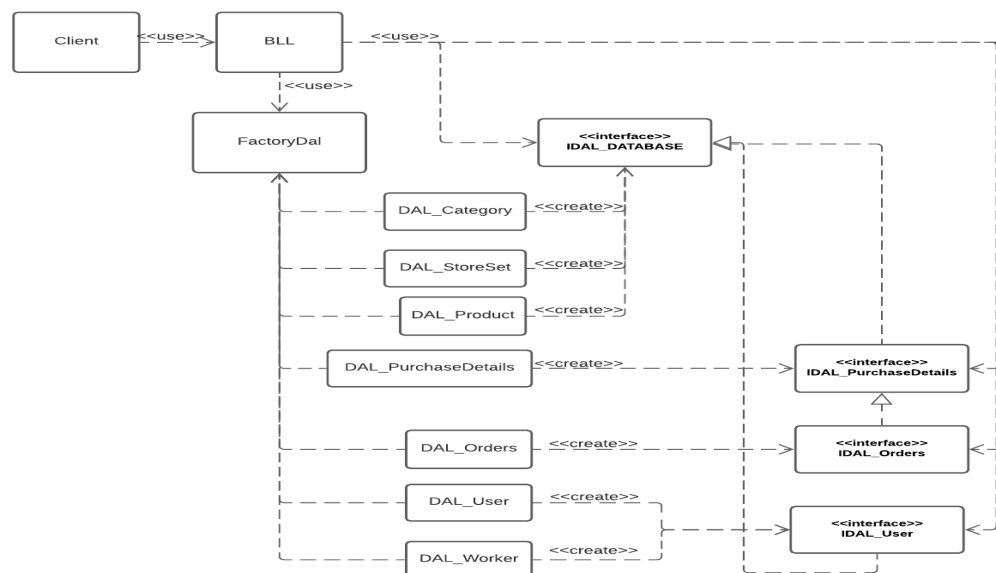 Client
<<use>>
BLL
<<use>>
<<use>>
FactoryDal
<<interface>>
IDAL_DATABASE
DAL_Category
<<create>>
DAL_StoreSet
<<create>>
DAL_Product
<<create>>
DAL_PurchaseDetails
<<create>>
<<interface>>
IDAL_PurchaseDetails
DAL_Orders
<<create>>
<<interface>>
IDAL_Orders
DAL_User
<<create>>
<<interface>>
IDAL_User
DAL_Worker
<<create>>